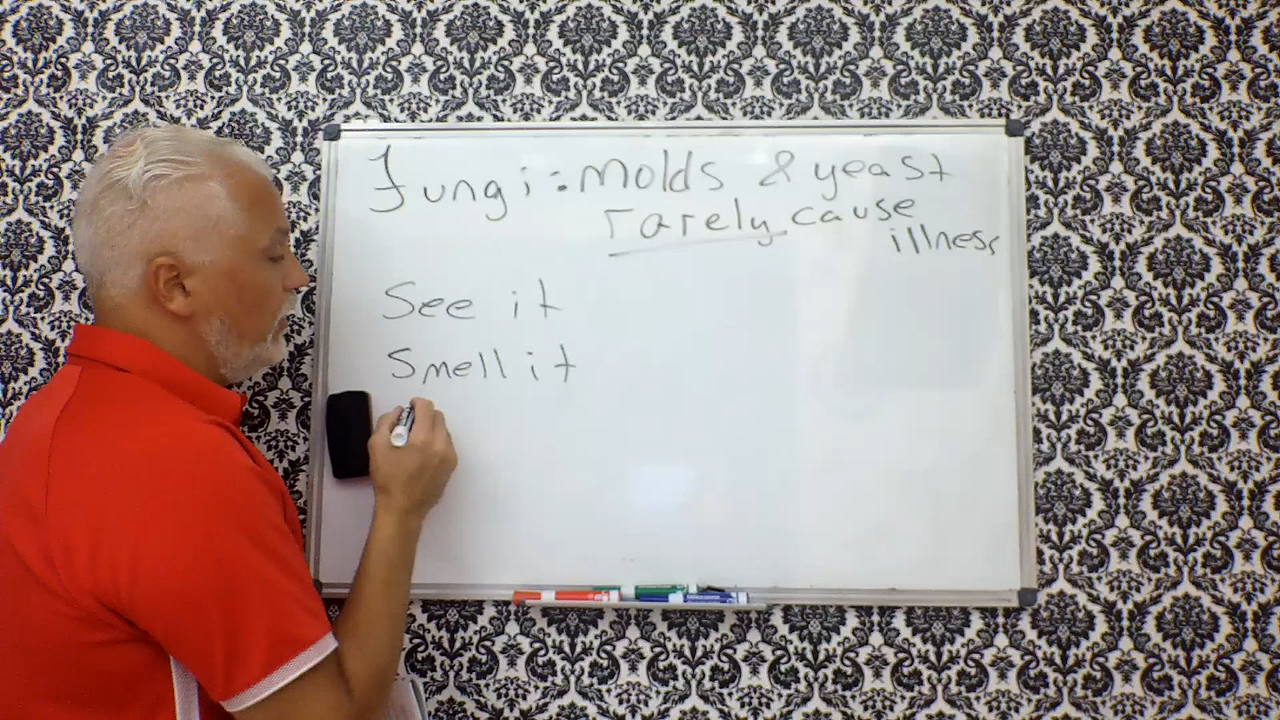 Fungi: molds & yeast
rarely cause
illness
See it
Smell it